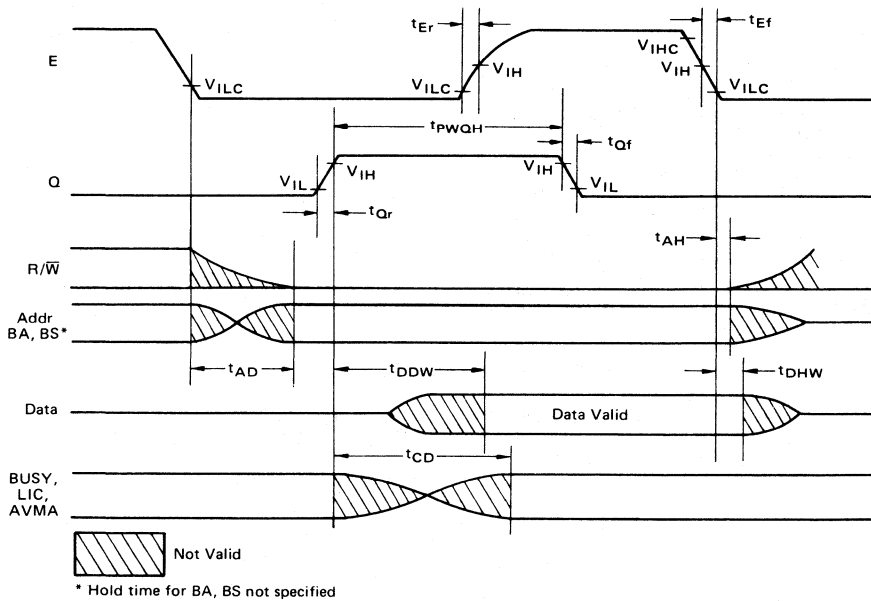 tEr
tEf
E
VILC
VILC
VIH
VIHC
VIH
VILC
tPWQH
tQf
Q
VIL
VIH
VIH
VIL
tQr
tAH
R/W̅
Addr
BA, BS*
tAD
tDDW
tDHW
Data
Data Valid
tCD
BUSY,
LIC,
AVMA
Not Valid
* Hold time for BA, BS not specified